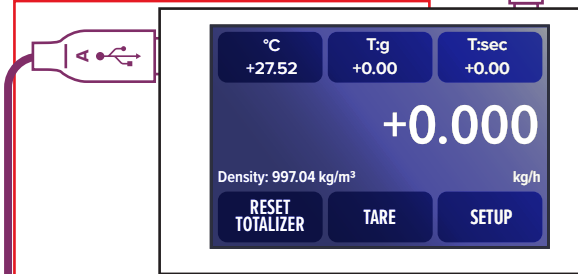 A
°C
+27.52
T:g
+0.00
T:sec
+0.00
+0.000
Density: 997.04 kg/m³
kg/h
RESET
TOTALIZER
TARE
SETUP